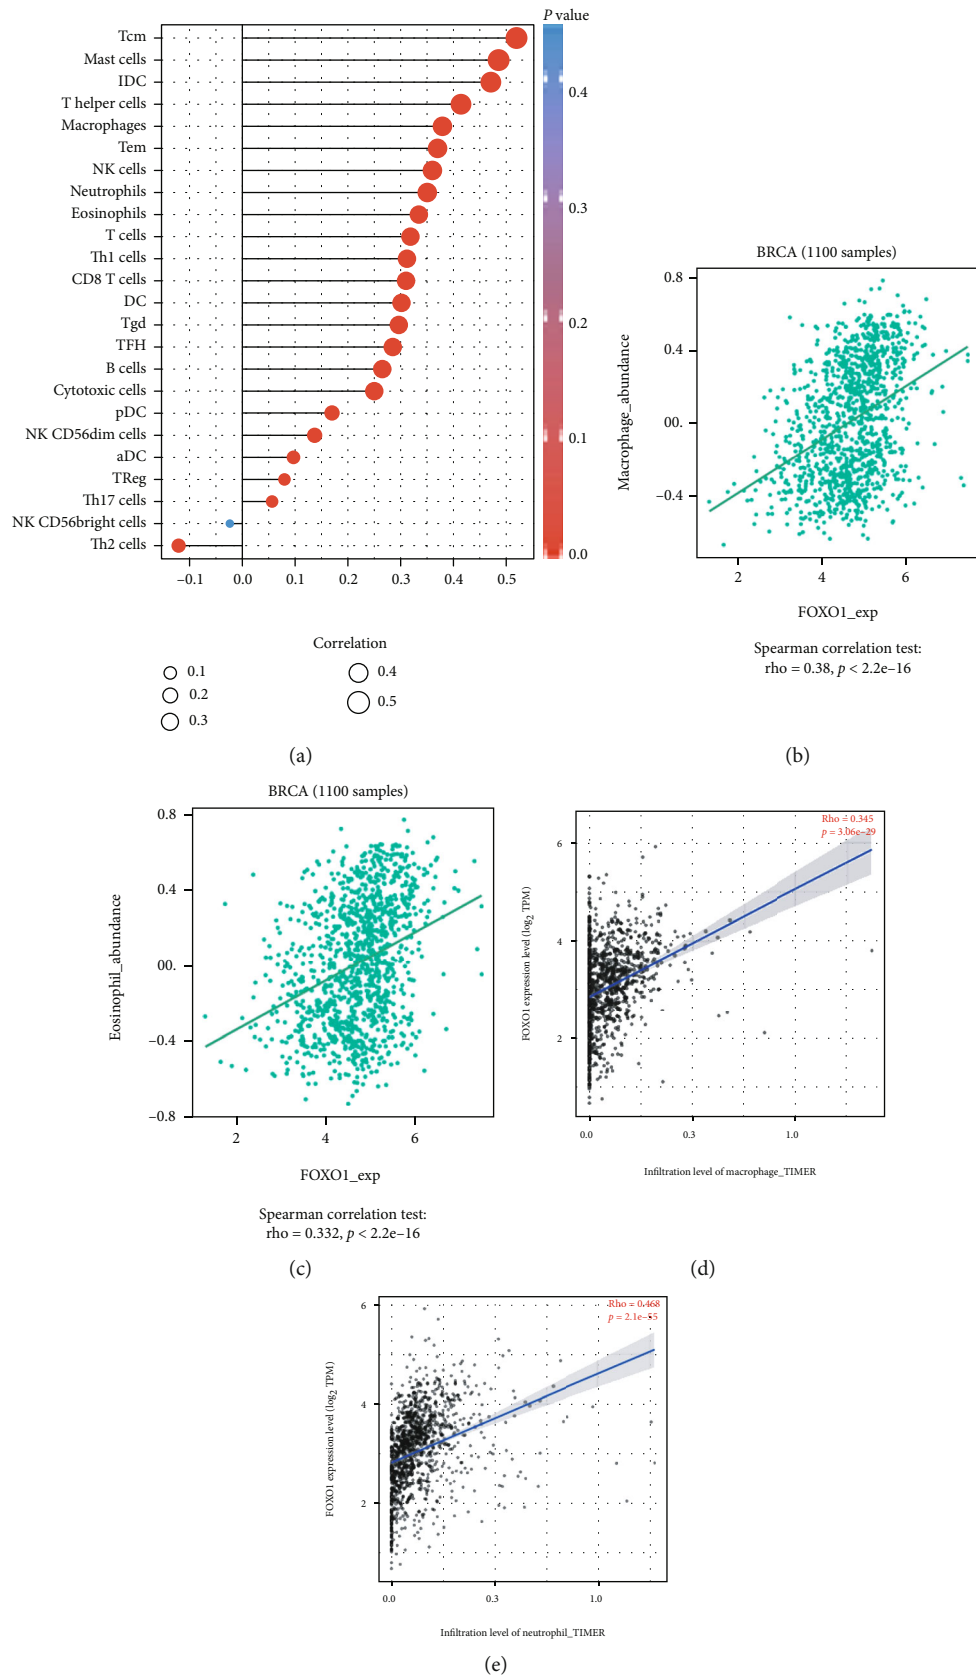 P value
Tcm
Mast cells
IDC
T helper cells
Macrophages
Tem
NK cells
Neutrophils
Eosinophils
T cells
Th1 cells
CD8 T cells
DC
Tgd
TFH
B cells
Cytotoxic cells
pDC
NK CD56dim cells
aDC
TReg
Th17 cells
NK CD56bright cells
Th2 cells
−0.1 0.0 0.1 0.2 0.3 0.4 0.5
0.4
0.3
0.2
0.1
0.0
Correlation
0.1
0.2
0.3
0.4
0.5
(a)
BRCA (1100 samples)
Macrophage_abundance
0.8
0.4
00.
−0.4
2 4 6
FOXO1_exp
Spearman correlation test:
rho = 0.38, p < 2.2e−16
(b)
BRCA (1100 samples)
Eosinophil_abundance
0.8
0.4
00.
−0.4
−0.8
2 4 6
FOXO1_exp
Spearman correlation test:
rho = 0.332, p < 2.2e−16
(c)
Rho = 0.345
p = 3.06e−29
FOXO1 expression level (log2 TPM)
6
4
2
0.0 0.3 1.0
Infiltration level of macrophage_TIMER
(d)
Rho = 0.468
p = 2.1e−55
FOXO1 expression level (log2 TPM)
6
4
2
0.0 0.3 1.0
Infiltration level of neutrophil_TIMER
(e)